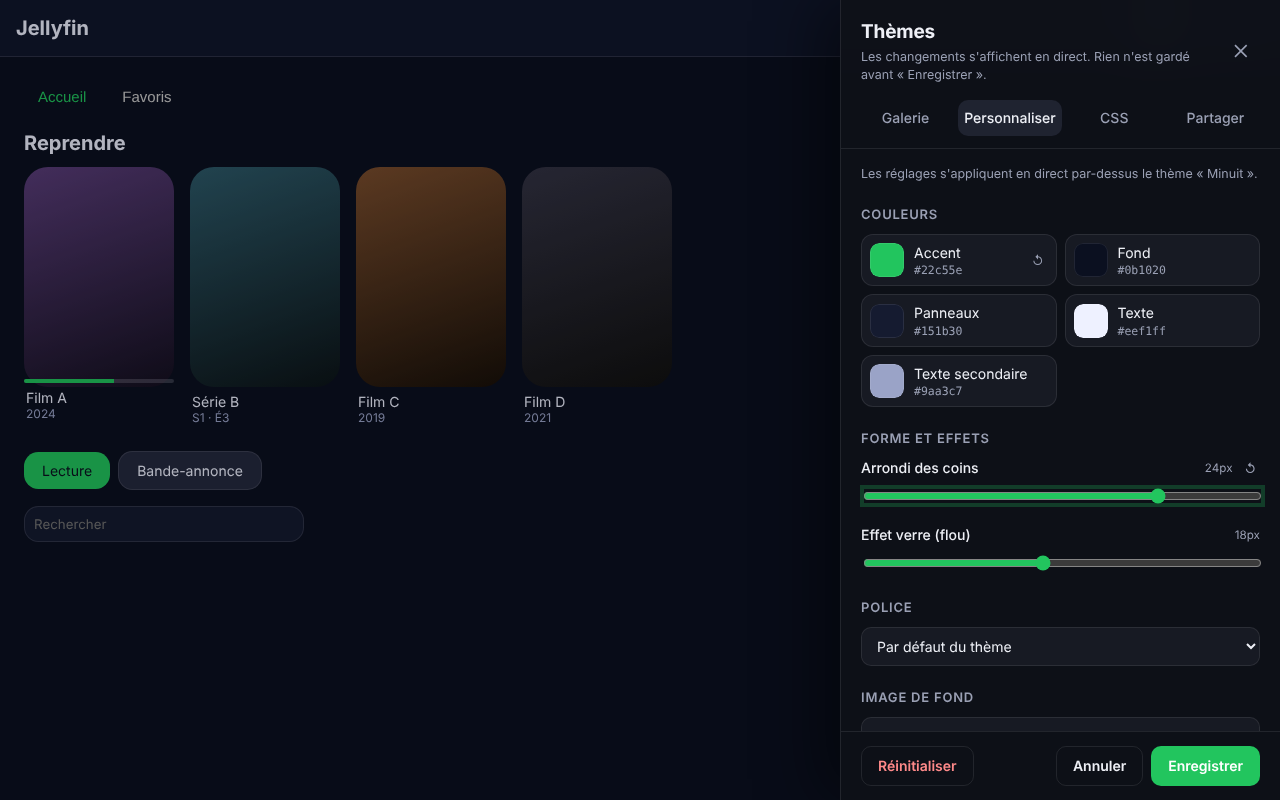 Jellyfin
Accueil
Favoris
Reprendre
Film A
2024
Série B
S1 · É3
Film C
2019
Film D
2021
Lecture
Bande-annonce
Rechercher
Thèmes
Les changements s'affichent en direct. Rien n'est gardé
avant « Enregistrer ».
Galerie
Personnaliser
CSS
Partager
Les réglages s'appliquent en direct par-dessus le thème « Minuit ».
COULEURS
Accent
#22c55e
Fond
#0b1020
Panneaux
#151b30
Texte
#eef1ff
Texte secondaire
#9aa3c7
FORME ET EFFETS
Arrondi des coins
24px
Effet verre (flou)
18px
POLICE
Par défaut du thème
IMAGE DE FOND
Réinitialiser
Annuler
Enregistrer